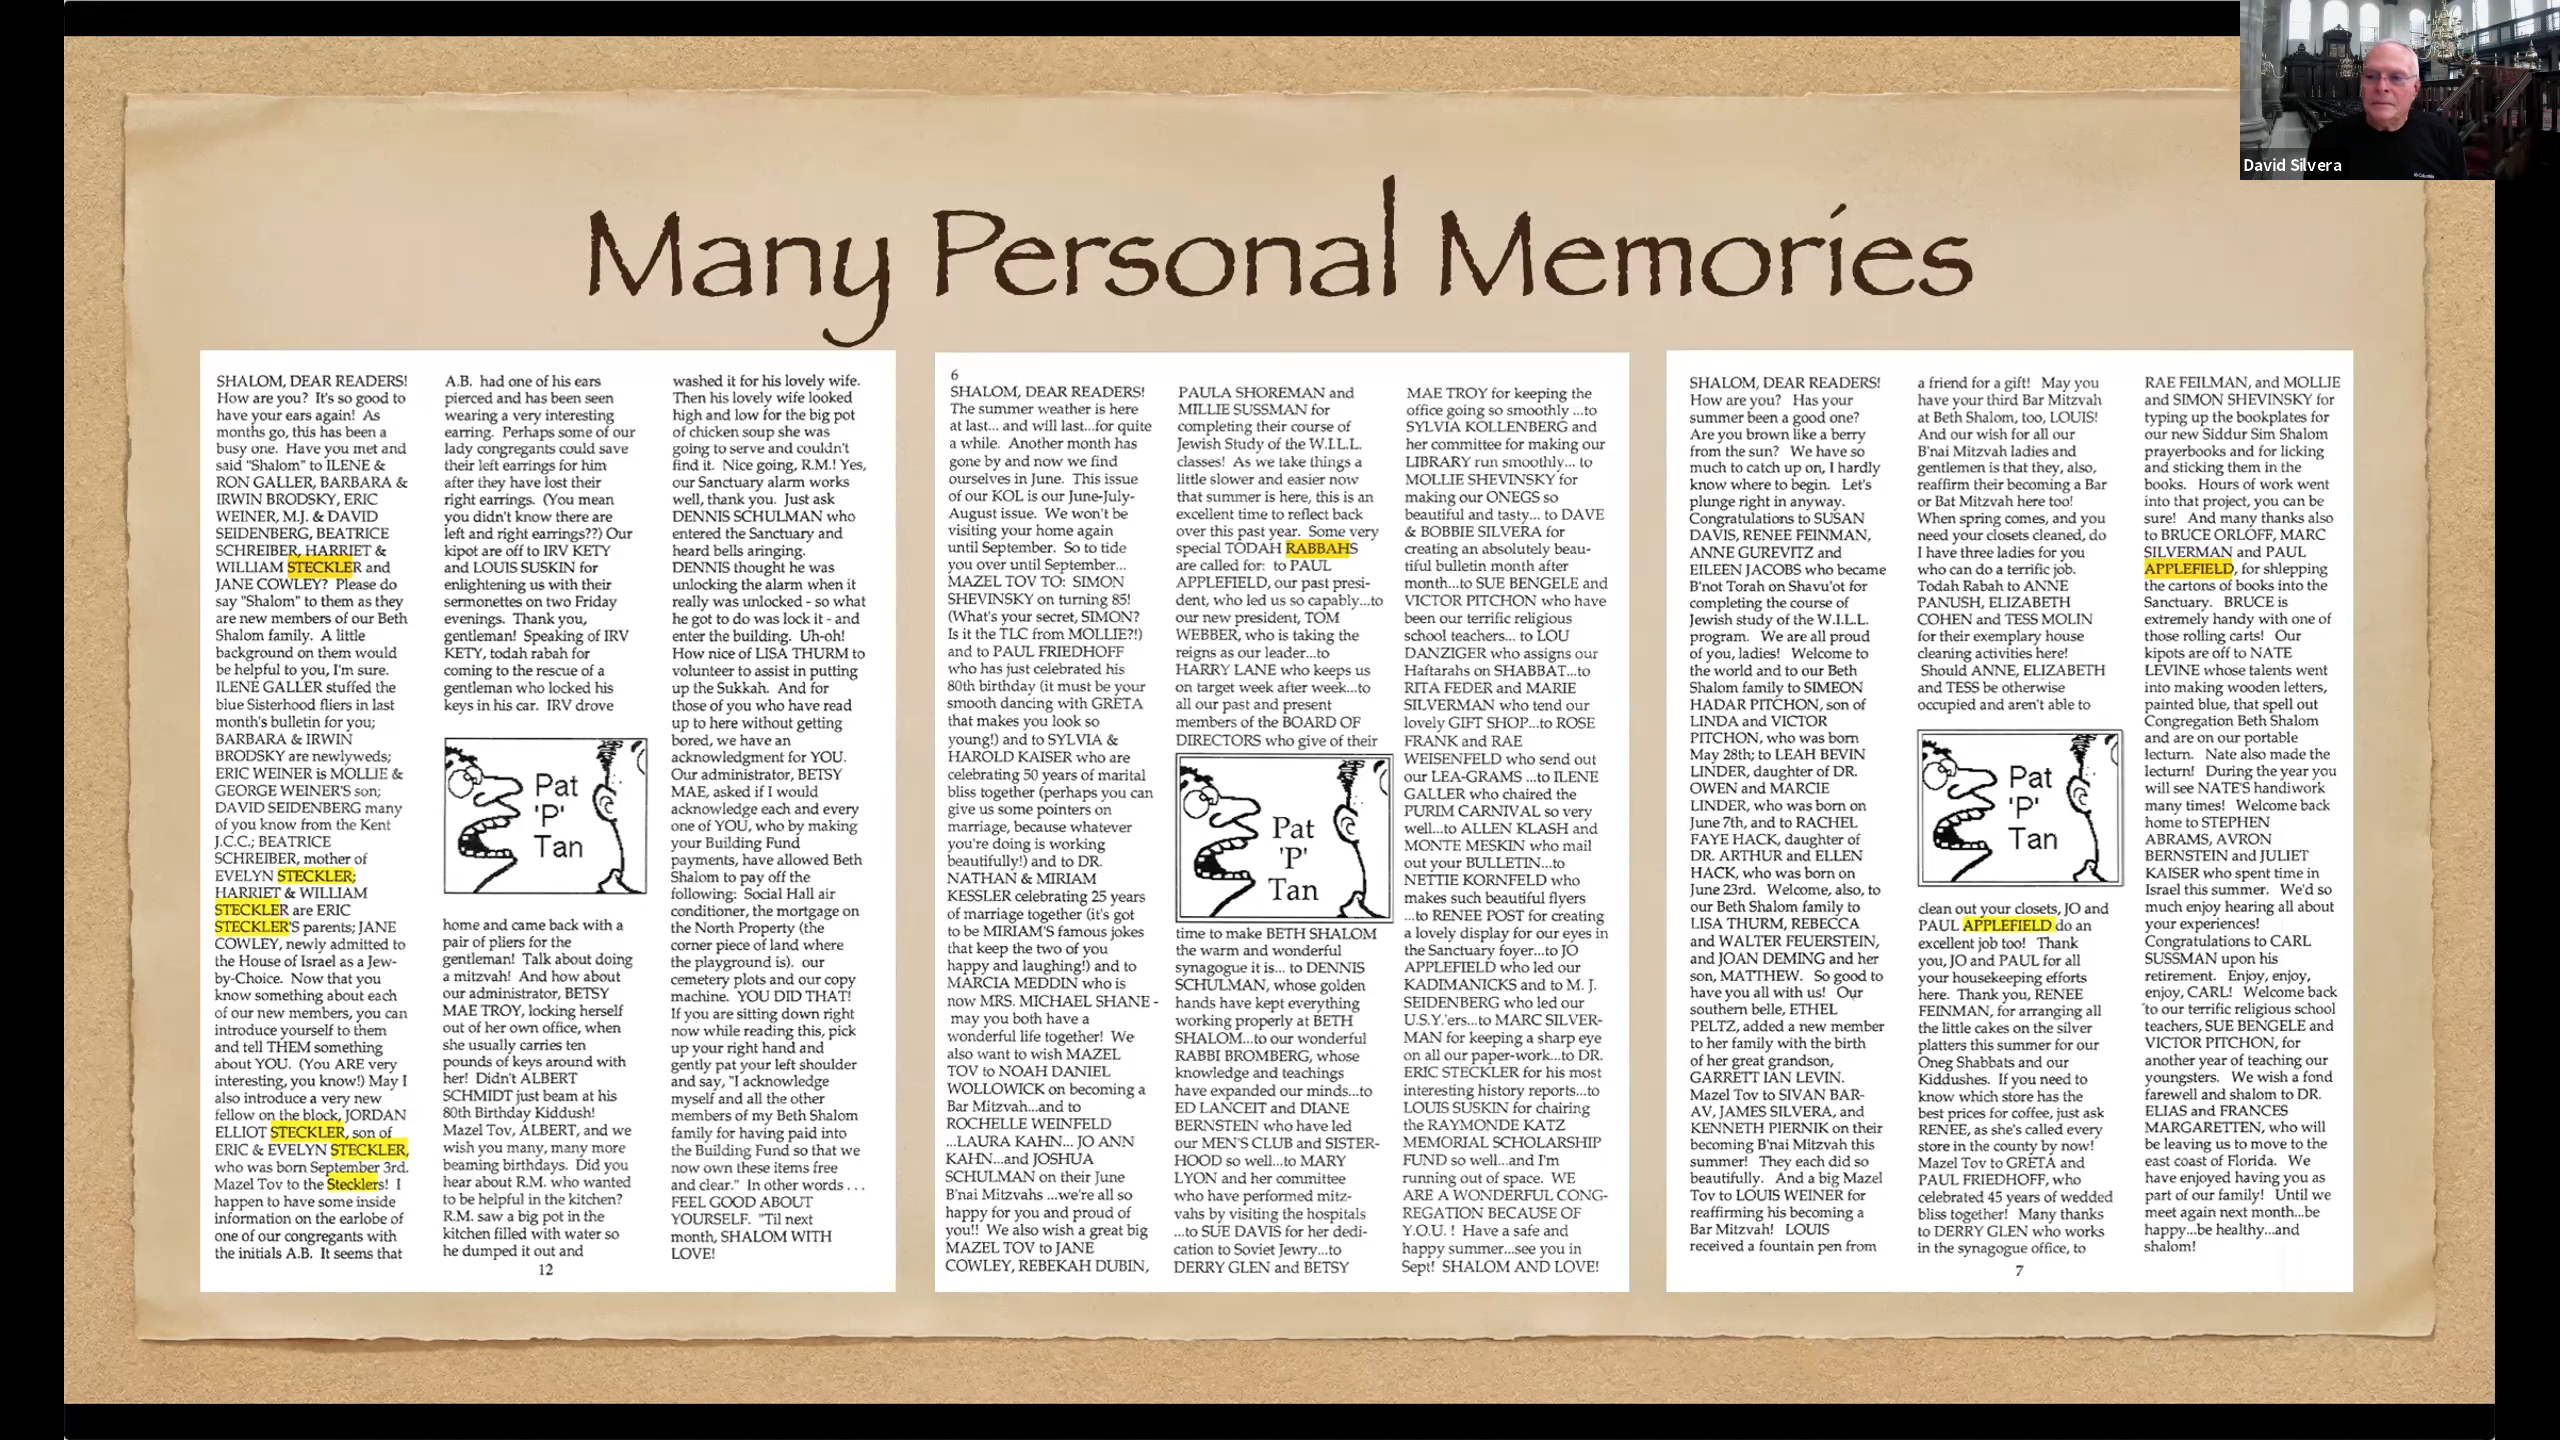 David Silvera
Many Personal Memories
SHALOM, DEAR READERS!
How are you? It's so good to
have your ears again! As
months go, this has been a
busy one. Have you met and
said "Shalom" to ILENE &
RON GALLER, BARBARA &
IRWIN BRODSKY, ERIC
WEINER, M.J. & DAVID
SEIDENBERG, BEATRICE
SCHREIBER, HARRIET &
WILLIAM STECKLER and
JANE COWLEY? Please do
say "Shalom" to them as they
are new members of our Beth
Shalom family. A little
background on them would
be helpful to you, I'm sure.
ILENE GALLER stuffed the
blue Sisterhood fliers in last
month's bulletin for you;
BARBARA & IRWIN
BRODSKY are newlyweds;
ERIC WEINER is MOLLIE &
GEORGE WEINER'S son;
DAVID SEIDENBERG many
of you know from the Kent
J.C.C.; BEATRICE
SCHREIBER, mother of
EVELYN STECKLER;
HARRIET & WILLIAM
STECKLER are ERIC
STECKLER'S parents; JANE
COWLEY, newly admitted to
the House of Israel as a Jew-
by-Choice. Now that you
know something about each
of our new members, you can
introduce yourself to them
and tell THEM something
about YOU. (You ARE very
interesting, you know!) May I
also introduce a very new
fellow on the block, JORDAN
ELLIOT STECKLER, son of
ERIC & EVELYN STECKLER,
who was born September 3rd.
Mazel Tov to the Stecklers! I
happen to have some inside
information on the earlobe of
one of our congregants with
the initials A.B. It seems that
A.B. had one of his ears
pierced and has been seen
wearing a very interesting
earring. Perhaps some of our
lady congregants could save
their left earrings for him
after they have lost their
right earrings. (You mean
you didn't know there are
left and right earrings??) Our
kipot are off to IRV KETY
and LOUIS SUSKIN for
enlightening us with their
sermonettes on two Friday
evenings. Thank you,
gentleman! Speaking of IRV
KETY, todah rabah for
coming to the rescue of a
gentleman who locked his
keys in his car. IRV drove
Pat
'P'
Tan
home and came back with a
pair of pliers for the
gentleman! Talk about doing
a mitzvah! And how about
our administrator, BETSY
MAE TROY, locking herself
out of her own office, when
she usually carries ten
pounds of keys around with
her! Didn't ALBERT
SCHMIDT just beam at his
80th Birthday Kiddush!
Mazel Tov, ALBERT, and we
wish you many, many more
beaming birthdays. Did you
hear about R.M. who wanted
to be helpful in the kitchen?
R.M. saw a big pot in the
kitchen filled with water so
he dumped it out and
washed it for his lovely wife.
Then his lovely wife looked
high and low for the big pot
of chicken soup she was
going to serve and couldn't
find it. Nice going, R.M.! Yes,
our Sanctuary alarm works
well, thank you. Just ask
DENNIS SCHULMAN who
entered the Sanctuary and
heard bells aringing.
DENNIS thought he was
unlocking the alarm when it
really was unlocked - so what
he got to do was lock it - and
enter the building. Uh-oh!
How nice of LISA THURM to
volunteer to assist in putting
up the Sukkah. And for
those of you who have read
up to here without getting
bored, we have an
acknowledgment for YOU.
Our administrator, BETSY
MAE, asked if I would
acknowledge each and every
one of YOU, who by making
your Building Fund
payments, have allowed Beth
Shalom to pay off the
following: Social Hall air
conditioner, the mortgage on
the North Property (the
corner piece of land where
the playground is). our
cemetery plots and our copy
machine. YOU DID THAT!
If you are sitting down right
now while reading this, pick
up your right hand and
gently pat your left shoulder
and say, "I acknowledge
myself and all the other
members of my Beth Shalom
family for having paid into
the Building Fund so that we
now own these items free
and clear." In other words . . .
FEEL GOOD ABOUT
YOURSELF. "Til next
month, SHALOM WITH
LOVE!
12
6
SHALOM, DEAR READERS!
The summer weather is here
at last... and will last...for quite
a while. Another month has
gone by and now we find
ourselves in June. This issue
of our KOL is our June-July-
August issue. We won't be
visiting your home again
until September. So to tide
you over until September...
MAZEL TOV TO: SIMON
SHEVINSKY on turning 85!
(What's your secret, SIMON?
Is it the TLC from MOLLIE?!)
and to PAUL FRIEDHOFF
who has just celebrated his
80th birthday (it must be your
smooth dancing with GRETA
that makes you look so
young!) and to SYLVIA &
HAROLD KAISER who are
celebrating 50 years of marital
bliss together (perhaps you can
give us some pointers on
marriage, because whatever
you're doing is working
beautifully!) and to DR.
NATHAN & MIRIAM
KESSLER celebrating 25 years
of marriage together (it's got
to be MIRIAM'S famous jokes
that keep the two of you
happy and laughing!) and to
MARCIA MEDDIN who is
now MRS. MICHAEL SHANE -
may you both have a
wonderful life together! We
also want to wish MAZEL
TOV to NOAH DANIEL
WOLLOWICK on becoming a
Bar Mitzvah...and to
ROCHELLE WEINFELD
...LAURA KAHN... JO ANN
KAHN...and JOSHUA
SCHULMAN on their June
B'nai Mitzvahs ...we're all so
happy for you and proud of
you!! We also wish a great big
MAZEL TOV to JANE
COWLEY, REBEKAH DUBIN,
PAULA SHOREMAN and
MILLIE SUSSMAN for
completing their course of
Jewish Study of the W.I.L.L.
classes! As we take things a
little slower and easier now
that summer is here, this is an
excellent time to reflect back
over this past year. Some very
special TODAH RABBAHS
are called for: to PAUL
APPLEFIELD, our past presi-
dent, who led us so capably...to
our new president, TOM
WEBBER, who is taking the
reigns as our leader...to
HARRY LANE who keeps us
on target week after week...to
all our past and present
members of the BOARD OF
DIRECTORS who give of their
Pat
'P'
Tan
time to make BETH SHALOM
the warm and wonderful
synagogue it is... to DENNIS
SCHULMAN, whose golden
hands have kept everything
working properly at BETH
SHALOM...to our wonderful
RABBI BROMBERG, whose
knowledge and teachings
have expanded our minds...to
ED LANCEIT and DIANE
BERNSTEIN who have led
our MEN'S CLUB and SISTER-
HOOD so well...to MARY
LYON and her committee
who have performed mitz-
vahs by visiting the hospitals
...to SUE DAVIS for her dedi-
cation to Soviet Jewry...to
DERRY GLEN and BETSY
MAE TROY for keeping the
office going so smoothly ...to
SYLVIA KOLLENBERG and
her committee for making our
LIBRARY run smoothly... to
MOLLIE SHEVINSKY for
making our ONEGS so
beautiful and tasty... to DAVE
& BOBBIE SILVERA for
creating an absolutely beau-
tiful bulletin month after
month...to SUE BENGELE and
VICTOR PITCHON who have
been our terrific religious
school teachers... to LOU
DANZIGER who assigns our
Haftarahs on SHABBAT...to
RITA FEDER and MARIE
SILVERMAN who tend our
lovely GIFT SHOP...to ROSE
FRANK and RAE
WEISENFELD who send out
our LEA-GRAMS ...to ILENE
GALLER who chaired the
PURIM CARNIVAL so very
well...to ALLEN KLASH and
MONTE MESKIN who mail
out your BULLETIN...to
NETTIE KORNFELD who
makes such beautiful flyers
...to RENEE POST for creating
a lovely display for our eyes in
the Sanctuary foyer...to JO
APPLEFIELD who led our
KADIMANICKS and to M. J.
SEIDENBERG who led our
U.S.Y.'ers...to MARC SILVER-
MAN for keeping a sharp eye
on all our paper-work...to DR.
ERIC STECKLER for his most
interesting history reports...to
LOUIS SUSKIN for chairing
the RAYMONDE KATZ
MEMORIAL SCHOLARSHIP
FUND so well...and I'm
running out of space. WE
ARE A WONDERFUL CONG-
REGATION BECAUSE OF
Y.O.U. ! Have a safe and
happy summer...see you in
Sept! SHALOM AND LOVE!
SHALOM, DEAR READERS!
How are you? Has your
summer been a good one?
Are you brown like a berry
from the sun? We have so
much to catch up on, I hardly
know where to begin. Let's
plunge right in anyway.
Congratulations to SUSAN
DAVIS, RENEE FEINMAN,
ANNE GUREVITZ and
EILEEN JACOBS who became
B'not Torah on Shavu'ot for
completing the course of
Jewish study of the W.I.L.L.
program. We are all proud
of you, ladies! Welcome to
the world and to our Beth
Shalom family to SIMEON
HADAR PITCHON, son of
LINDA and VICTOR
PITCHON, who was born
May 28th; to LEAH BEVIN
LINDER, daughter of DR.
OWEN and MARCIE
LINDER, who was born on
June 7th, and to RACHEL
FAYE HACK, daughter of
DR. ARTHUR and ELLEN
HACK, who was born on
June 23rd. Welcome, also, to
our Beth Shalom family to
LISA THURM, REBECCA
and WALTER FEUERSTEIN,
and JOAN DEMING and her
son, MATTHEW. So good to
have you all with us! Our
southern belle, ETHEL
PELTZ, added a new member
to her family with the birth
of her great grandson,
GARRETT IAN LEVIN.
Mazel Tov to SIVAN BAR-
AV, JAMES SILVERA, and
KENNETH PIERNIK on their
becoming B'nai Mitzvah this
summer! They each did so
beautifully. And a big Mazel
Tov to LOUIS WEINER for
reaffirming his becoming a
Bar Mitzvah! LOUIS
received a fountain pen from
a friend for a gift! May you
have your third Bar Mitzvah
at Beth Shalom, too, LOUIS!
And our wish for all our
B'nai Mitzvah ladies and
gentlemen is that they, also,
reaffirm their becoming a Bar
or Bat Mitzvah here too!
When spring comes, and you
need your closets cleaned, do
I have three ladies for you
who can do a terrific job.
Todah Rabah to ANNE
PANUSH, ELIZABETH
COHEN and TESS MOLIN
for their exemplary house
cleaning activities here!
Should ANNE, ELIZABETH
and TESS be otherwise
occupied and aren't able to
Pat
'P'
Tan
clean out your closets, JO and
PAUL APPLEFIELD do an
excellent job too! Thank
you, JO and PAUL for all
your housekeeping efforts
here. Thank you, RENEE
FEINMAN, for arranging all
the little cakes on the silver
platters this summer for our
Oneg Shabbats and our
Kiddushes. If you need to
know which store has the
best prices for coffee, just ask
RENEE, as she's called every
store in the county by now!
Mazel Tov to GRETA and
PAUL FRIEDHOFF, who
celebrated 45 years of wedded
bliss together! Many thanks
to DERRY GLEN who works
in the synagogue office, to
RAE FEILMAN, and MOLLIE
and SIMON SHEVINSKY for
typing up the bookplates for
our new Siddur Sim Shalom
prayerbooks and for licking
and sticking them in the
books. Hours of work went
into that project, you can be
sure! And many thanks also
to BRUCE ORLOFF, MARC
SILVERMAN and PAUL
APPLEFIELD, for shlepping
the cartons of books into the
Sanctuary. BRUCE is
extremely handy with one of
those rolling carts! Our
kipots are off to NATE
LEVINE whose talents went
into making wooden letters,
painted blue, that spell out
Congregation Beth Shalom
and are on our portable
lecturn. Nate also made the
lecturn! During the year you
will see NATE'S handiwork
many times! Welcome back
home to STEPHEN
ABRAMS, AVRON
BERNSTEIN and JULIET
KAISER who spent time in
Israel this summer. We'd so
much enjoy hearing all about
your experiences!
Congratulations to CARL
SUSSMAN upon his
retirement. Enjoy, enjoy,
enjoy, CARL! Welcome back
to our terrific religious school
teachers, SUE BENGELE and
VICTOR PITCHON, for
another year of teaching our
youngsters. We wish a fond
farewell and shalom to DR.
ELIAS and FRANCES
MARGARETTEN, who will
be leaving us to move to the
east coast of Florida. We
have enjoyed having you as
part of our family! Until we
meet again next month...be
happy...be healthy...and
shalom!
7